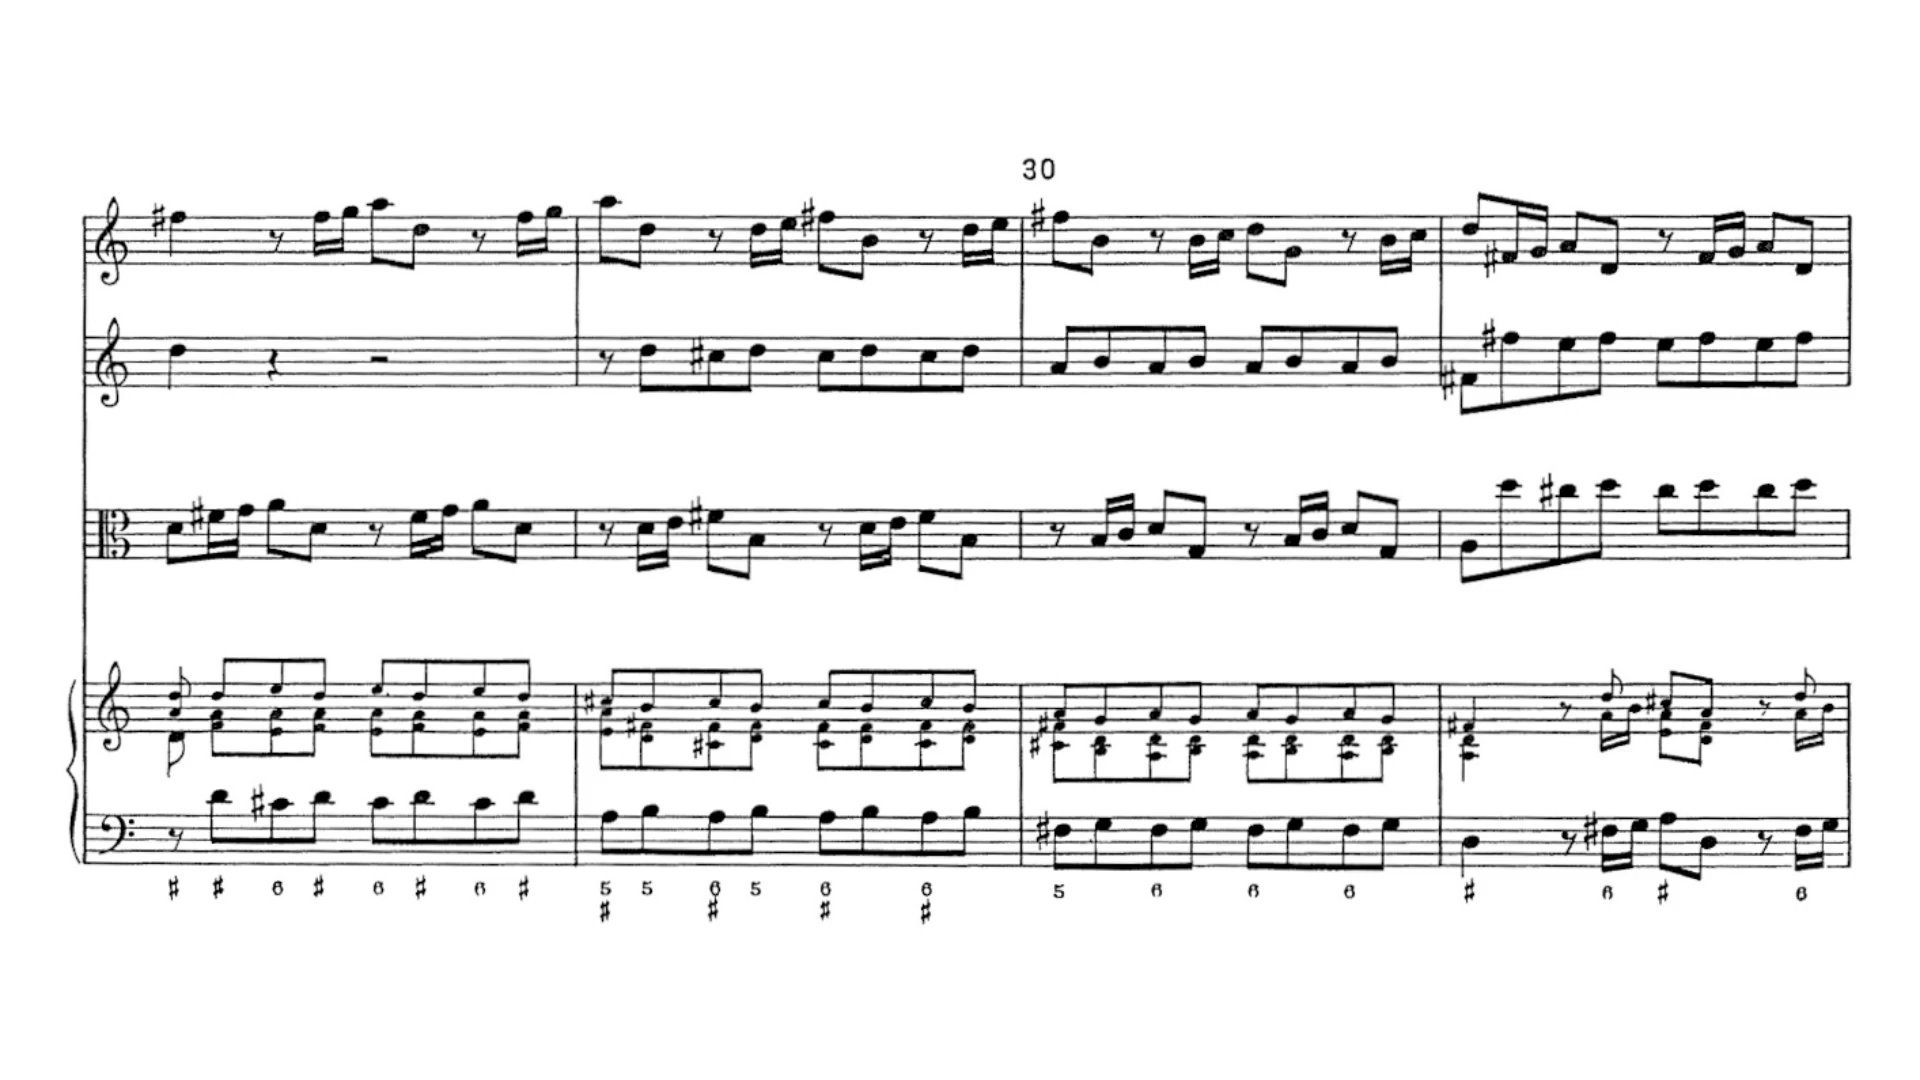 30
♯ ♯ 6 ♯ 6 ♯ 6 ♯ 5 5 6 5 6 6 5 6 6 6 ♯ 6 ♯ 6
♯ ♯ ♯ ♯